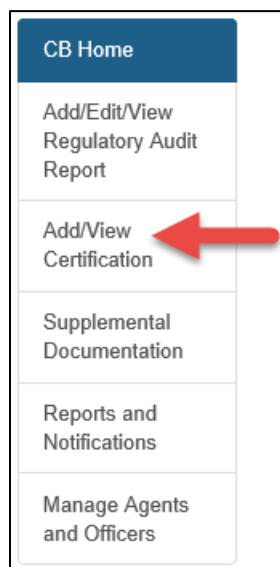 CB Home
Add/Edit/View
Regulatory Audit
Report
Add/View
Certification
Supplemental
Documentation
Reports and
Notifications
Manage Agents
and Officers